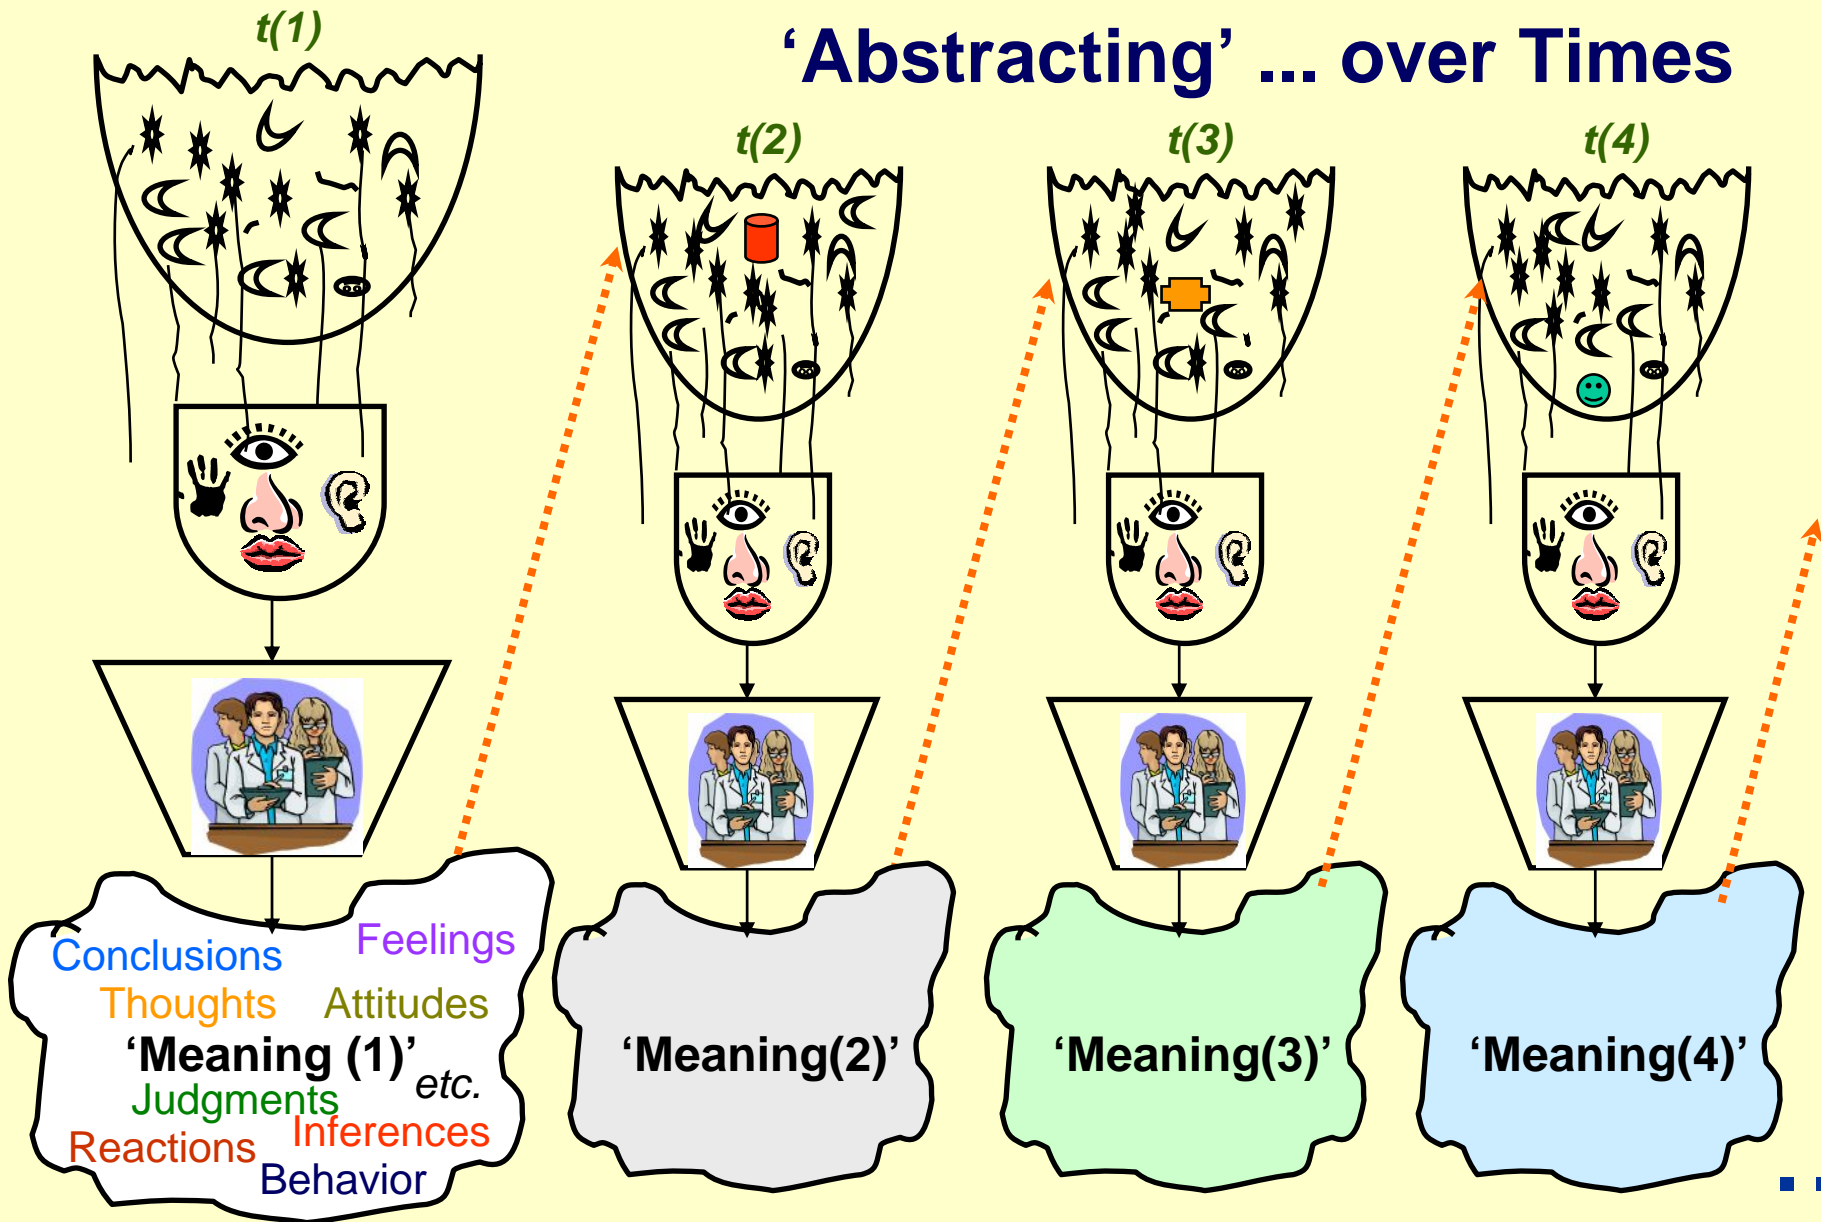 t(1)
‘Abstracting’ ... over Times
t(2)
t(3)
t(4)
Conclusions
Feelings
Thoughts
Attitudes
‘Meaning (1)’
etc.
Judgments
Inferences
Reactions
Behavior
‘Meaning(2)’
‘Meaning(3)’
‘Meaning(4)’
..